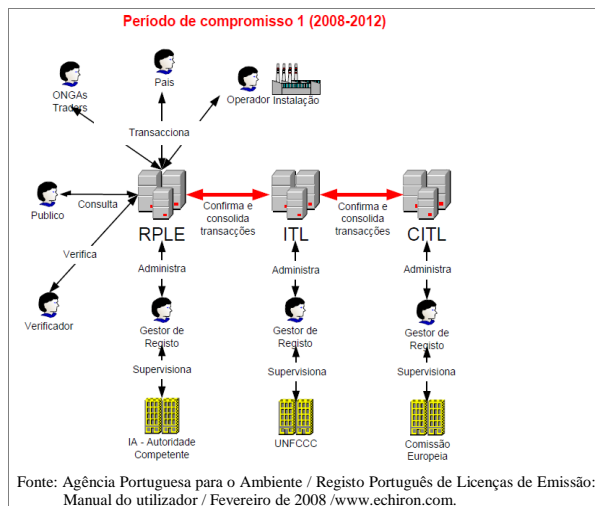 Período de compromisso 1 (2008-2012)
ONGAs
Traders
Pais
Operador
Instalação
Transacciona
Publico
Consulta
Verifica
Verificador
RPLE
Confirma e
consolida
transacções
ITL
Confirma e
consolida
transacções
CITL
Administra
Administra
Administra
Gestor de
Registo
Gestor de
Registo
Gestor de
Registo
Supervisiona
Supervisiona
Supervisiona
IA - Autoridade
Competente
UNFCCC
Comissão
Europeia
Fonte: Agência Portuguesa para o Ambiente / Registo Português de Licenças de Emissão:
Manual do utilizador / Fevereiro de 2008 /www.echiron.com.